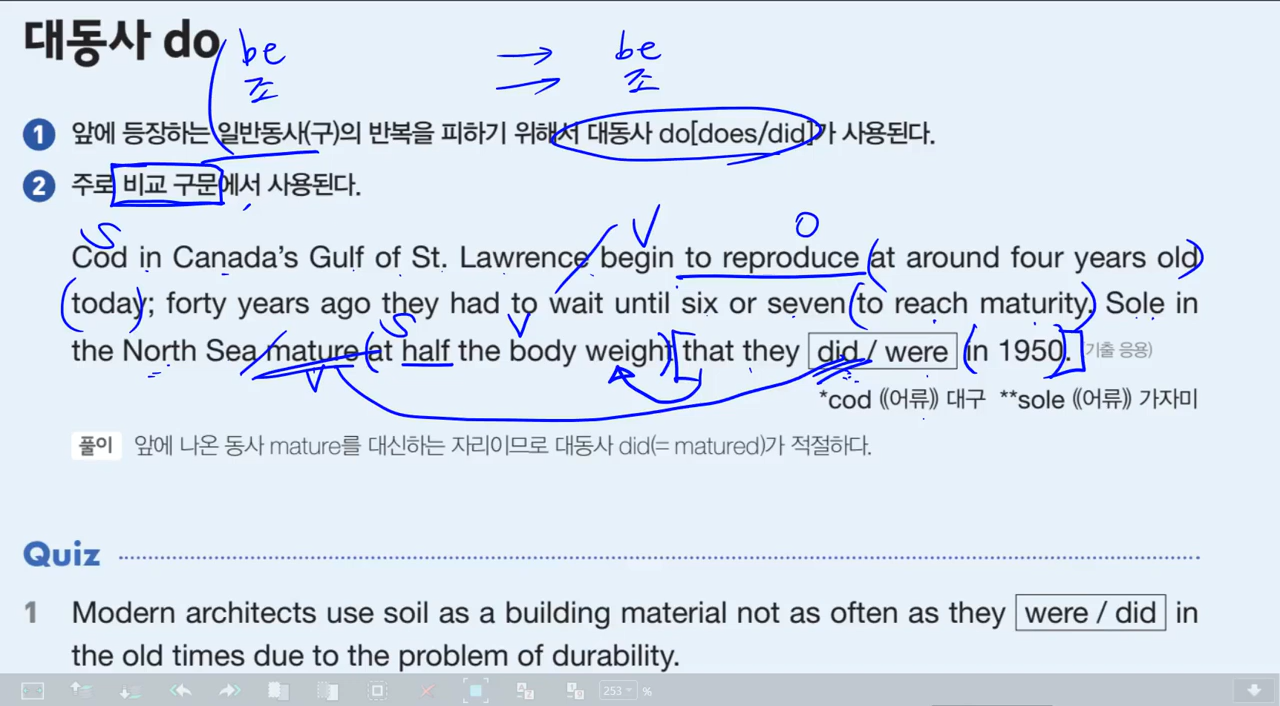 대동사 do
be → be
조 → 조
1 앞에 등장하는 일반동사(구)의 반복을 피하기 위해서 대동사 do[does/did]가 사용된다.
2 주로 비교 구문에서 사용된다.
S V O
Cod in Canada's Gulf of St. Lawrence begin to reproduce at around four years old
today; forty years ago they had to wait until six or seven to reach maturity. Sole in
S V
the North Sea mature at half the body weight that they did / were in 1950. (기출 응용)
V
*cod ((어류)) 대구 **sole ((어류)) 가자미
풀이 앞에 나온 동사 mature를 대신하는 자리이므로 대동사 did(= matured)가 적절하다.
Quiz
1 Modern architects use soil as a building material not as often as they were / did in
the old times due to the problem of durability.
253 %